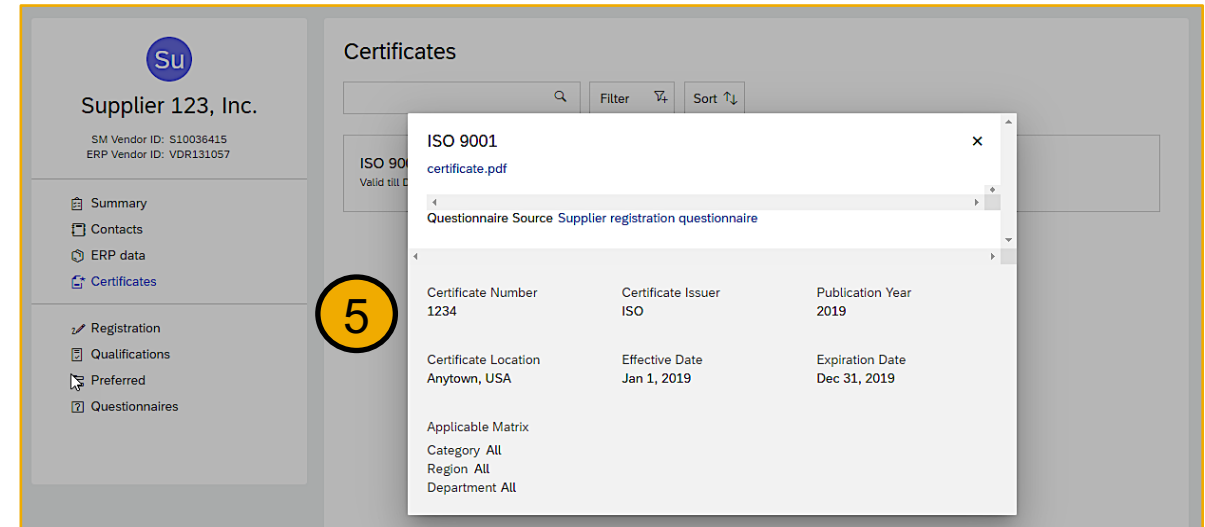 Su
Supplier 123, Inc.
SM Vendor ID: S10036415
ERP Vendor ID: VDR131057
Summary
Contacts
ERP data
Certificates
Registration
Qualifications
Preferred
Questionnaires
Certificates
Filter
Sort
ISO 90
Valid till D
5
ISO 9001
certificate.pdf
Questionnaire Source Supplier registration questionnaire
Certificate Number Certificate Issuer Publication Year
1234 ISO 2019
Certificate Location Effective Date Expiration Date
Anytown, USA Jan 1, 2019 Dec 31, 2019
Applicable Matrix
Category All
Region All
Department All